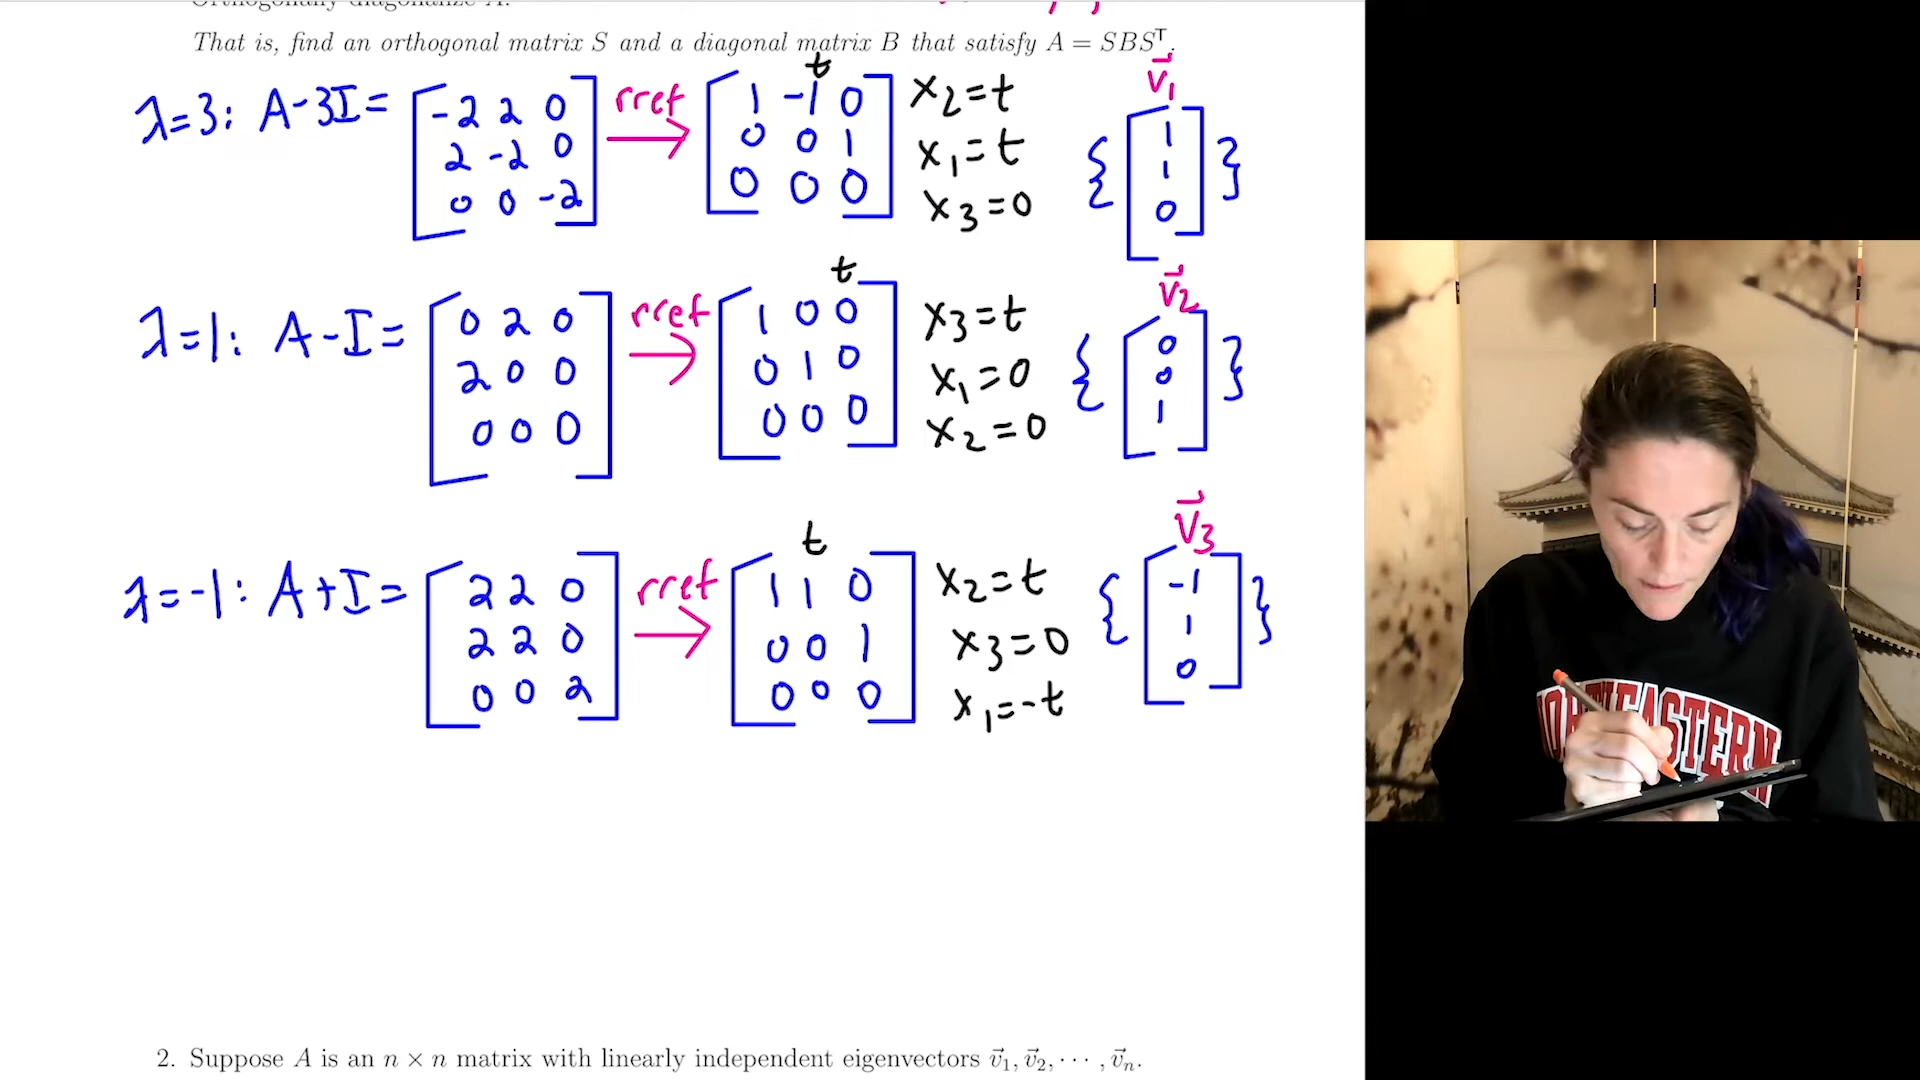 Orthogonally diagonalize A.
That is, find an orthogonal matrix S and a diagonal matrix B that satisfy A = SBSᵀ.
λ=3: A-3I= [-2 2 0 rref [1 -1 0 t x₂=t v⃗₁ { [1
2 -2 0 → 0 0 1 x₁=t 1
0 0 -2] 0 0 0] x₃=0 0] }
λ=1: A-I= [0 2 0 rref [1 0 0 t x₃=t v⃗₂ { [0
2 0 0 → 0 1 0 x₁=0 0
0 0 0] 0 0 0] x₂=0 1] }
λ=-1: A+I= [2 2 0 rref [1 1 0 t x₂=t v⃗₃ { [-1
2 2 0 → 0 0 1 x₃=0 1
0 0 2] 0 0 0] x₁=-t 0] }
NORTHEASTERN
2. Suppose A is an n × n matrix with linearly independent eigenvectors v⃗₁, v⃗₂, ⋯ , v⃗ₙ.